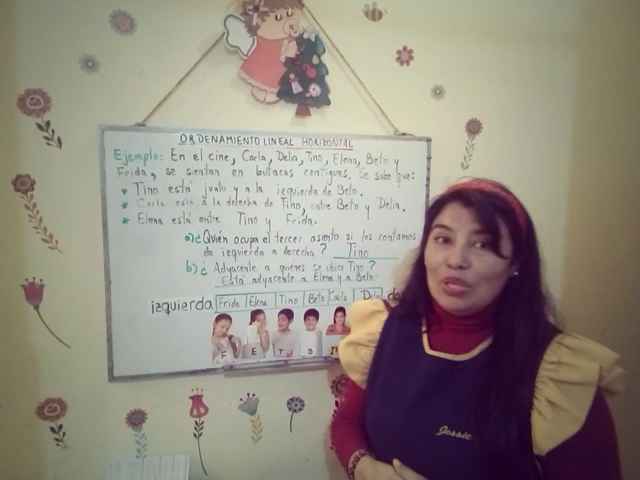 ORDENAMIENTO LINEAL HORIZONTAL
Ejemplo: En el cine, Carla, Delia, Tino, Elena, Beto y
Frida, se sientan en butacas contiguas. Se sabe que:
* Tino está junto y a la izquierda de Beto.
* Carla está a la derecha de Tino, entre Beto y Delia.
* Elena está entre Tino y Frida.
a) ¿Quién ocupa el tercer asiento si les contamos
de izquierda a derecha? Tino
b) ¿Adyacente a quienes se ubica Tino?
Está adyacente a Elena y a Beto.
izquierda Frida Elena Tino Beto Carla Delia
F E T B
Jessie